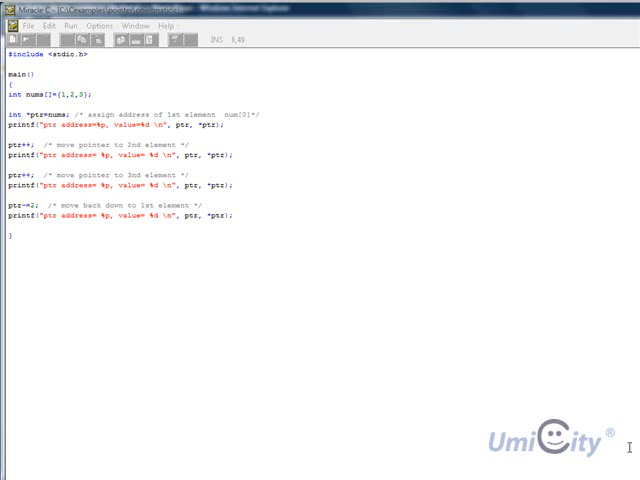 Miracle C - [C:\Cexamples\pointer\pointmatic.c]
File Edit Run Options Window Help
INS 8,49
#include <stdio.h>
main()
{
int nums[]={1,2,3};
int *ptr=nums; /* assign address of 1st element  num[0]*/
printf("ptr address=%p, value=%d \n", ptr, *ptr);
ptr++;  /* move pointer to 2nd element */
printf("ptr address= %p, value= %d \n", ptr, *ptr);
ptr++;  /* move pointer to 3nd element */
printf("ptr address= %p, value= %d \n", ptr, *ptr);
ptr-=2;  /* move back down to 1st element */
printf("ptr address= %p, value= %d \n", ptr, *ptr);
}
UmiCity ®